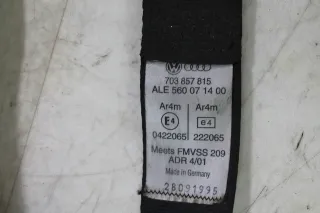 703 857 815
ALE 560 07 14 00
Ar4m Ar4m
E4 e4
0422065 222065
Meets FMVSS 209
ADR 4/01
Made in Germany
28091995